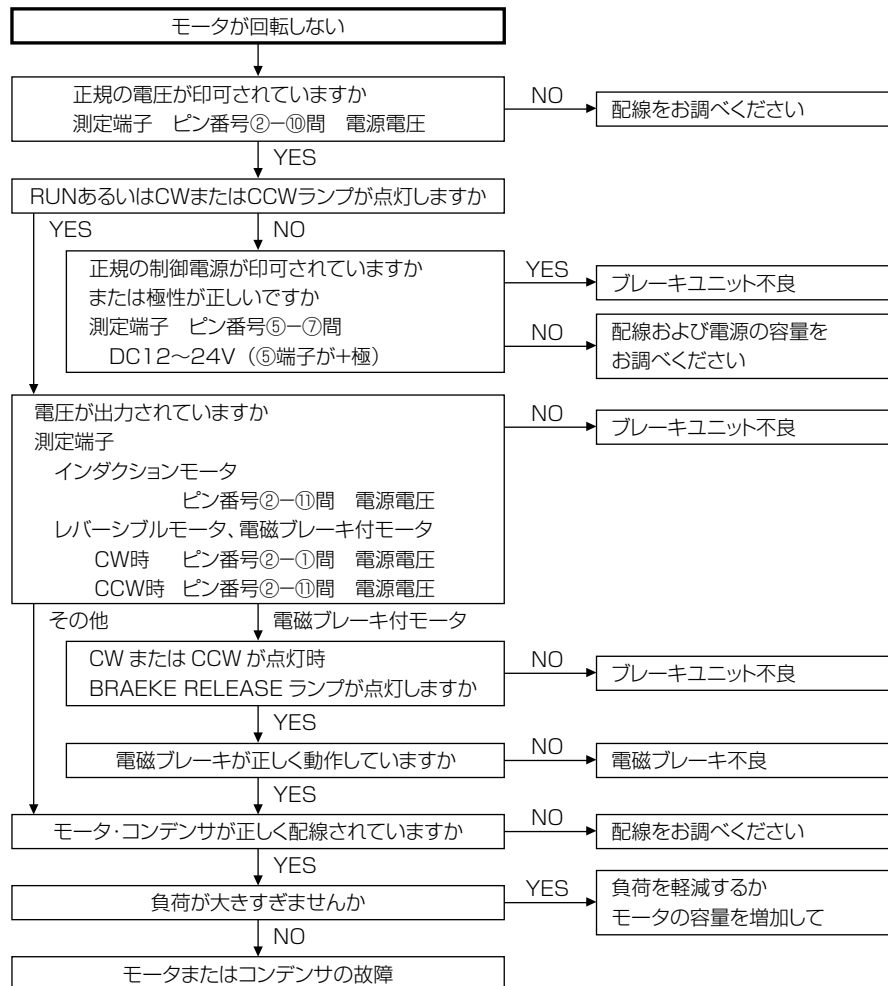 モータが回転しない
正規の電圧が印可されていますか
測定端子　ピン番号②−⑩間　電源電圧
NO
配線をお調べください
YES
RUNあるいはCWまたはCCWランプが点灯しますか
YES
NO
正規の制御電源が印可されていますか
または極性が正しいですか
測定端子　ピン番号⑤−⑦間
DC12～24V（⑤端子が+極）
YES
ブレーキユニット不良
NO
配線および電源の容量を
お調べください
電圧が出力されていますか
測定端子
インダクションモータ
ピン番号②−⑪間　電源電圧
レバーシブルモータ、電磁ブレーキ付モータ
CW時　ピン番号②−①間　電源電圧
CCW時　ピン番号②−⑪間　電源電圧
NO
ブレーキユニット不良
その他
電磁ブレーキ付モータ
CW または CCW が点灯時
BRAEKE RELEASE ランプが点灯しますか
NO
ブレーキユニット不良
YES
電磁ブレーキが正しく動作していますか
NO
電磁ブレーキ不良
YES
モータ・コンデンサが正しく配線されていますか
NO
配線をお調べください
YES
負荷が大きすぎませんか
YES
負荷を軽減するか
モータの容量を増加して
NO
モータまたはコンデンサの故障